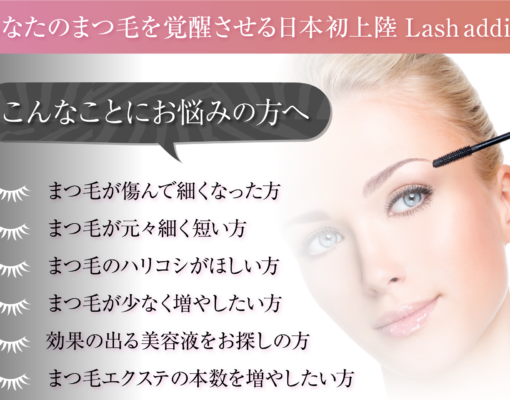 なたのまつ毛を覚醒させる日本初上陸 Lash addi
こんなことにお悩みの方へ
まつ毛が傷んで細くなった方
まつ毛が元々細く短い方
まつ毛のハリコシがほしい方
まつ毛が少なく増やしたい方
効果の出る美容液をお探しの方
まつ毛エクステの本数を増やしたい方